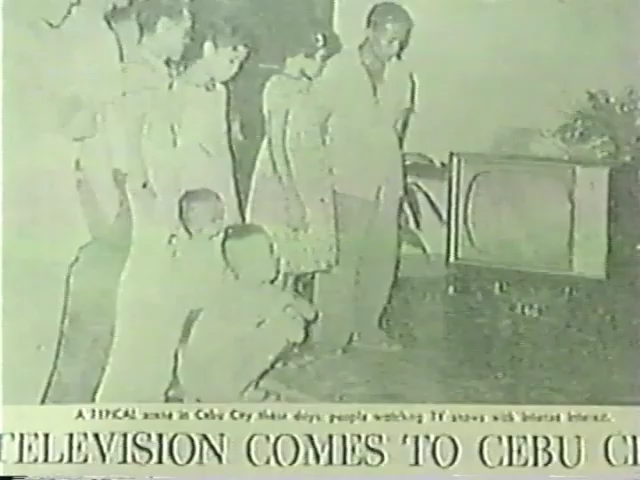 A TYPICAL scene in Cebu City these days: people watching TV shows with intense interest.
TELEVISION COMES TO CEBU CI